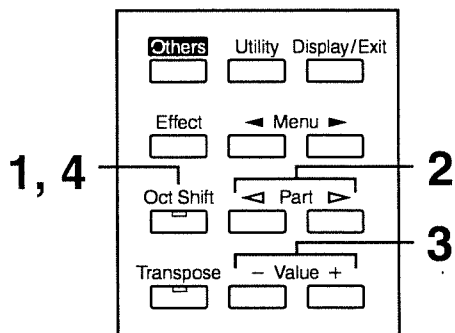 Others Utility Display/Exit
Effect ◄ Menu ►
1, 4
2
Oct Shift ◅ Part ▻
3
Transpose − Value +